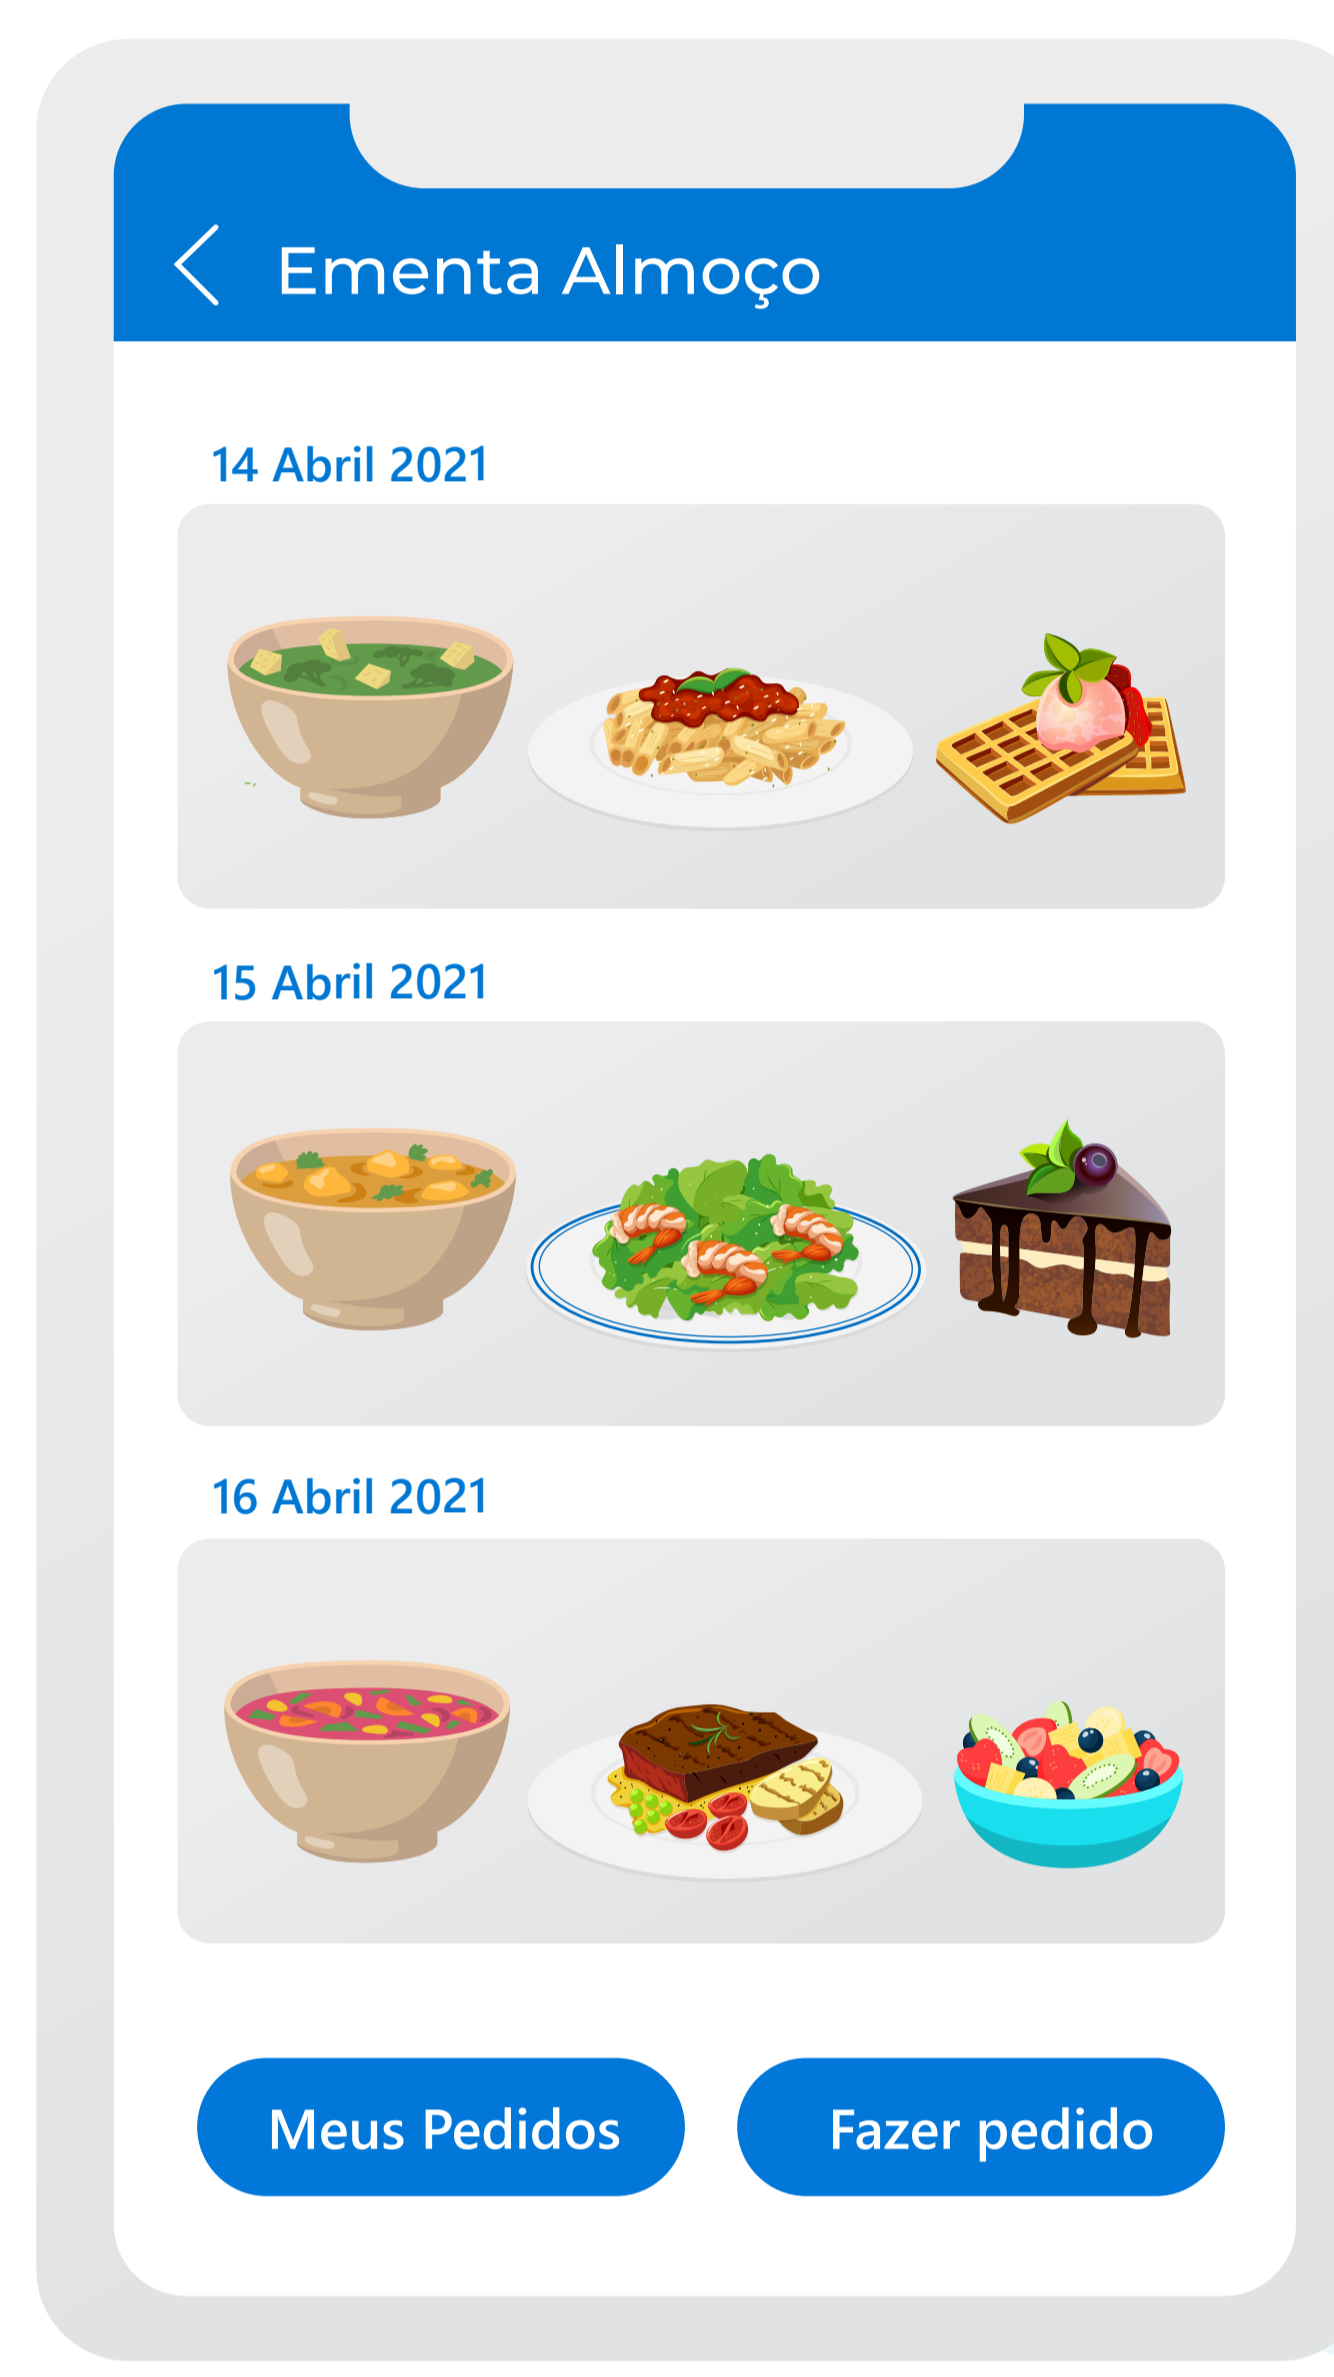 Ementa Almoço
14 Abril 2021
15 Abril 2021
16 Abril 2021
Meus Pedidos
Fazer pedido